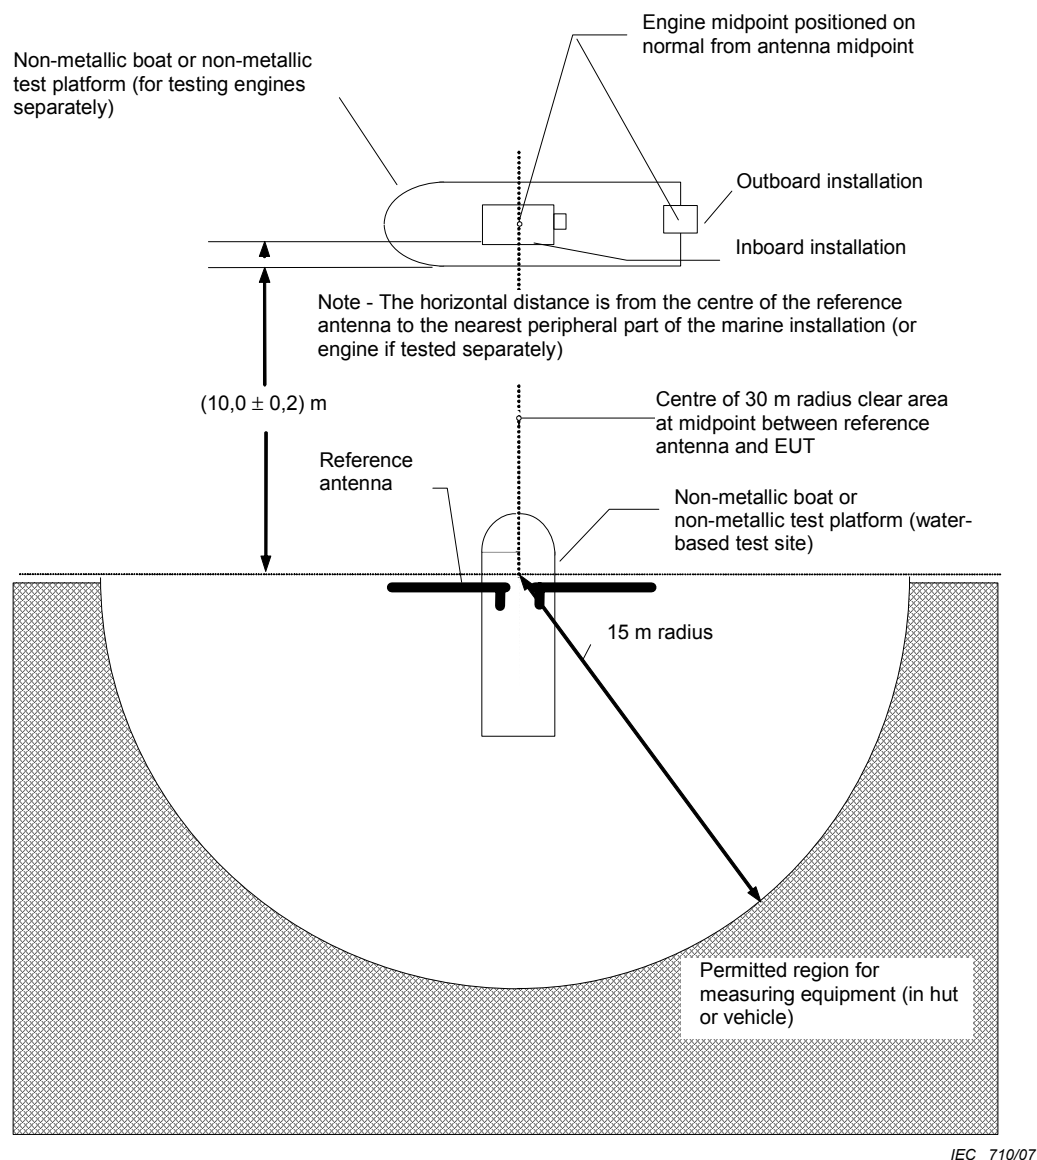 Engine midpoint positioned on
normal from antenna midpoint
Non-metallic boat or non-metallic
test platform (for testing engines
separately)
Outboard installation
Inboard installation
Note - The horizontal distance is from the centre of the reference
antenna to the nearest peripheral part of the marine installation (or
engine if tested separately)
(10,0 ± 0,2) m
Centre of 30 m radius clear area
at midpoint between reference
antenna and EUT
Reference
antenna
Non-metallic boat or
non-metallic test platform (water-
based test site)
15 m radius
Permitted region for
measuring equipment (in hut
or vehicle)
IEC 710/07